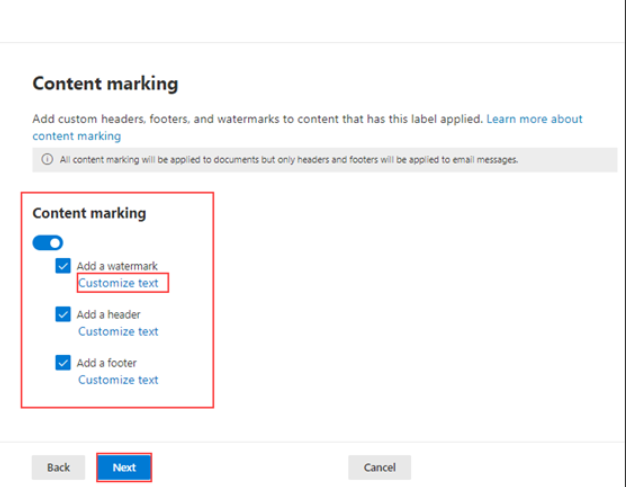 Content marking
Add custom headers, footers, and watermarks to content that has this label applied. Learn more about
content marking
All content marking will be applied to documents but only headers and footers will be applied to email messages.
Content marking
Add a watermark
Customize text
Add a header
Customize text
Add a footer
Customize text
Back Next Cancel